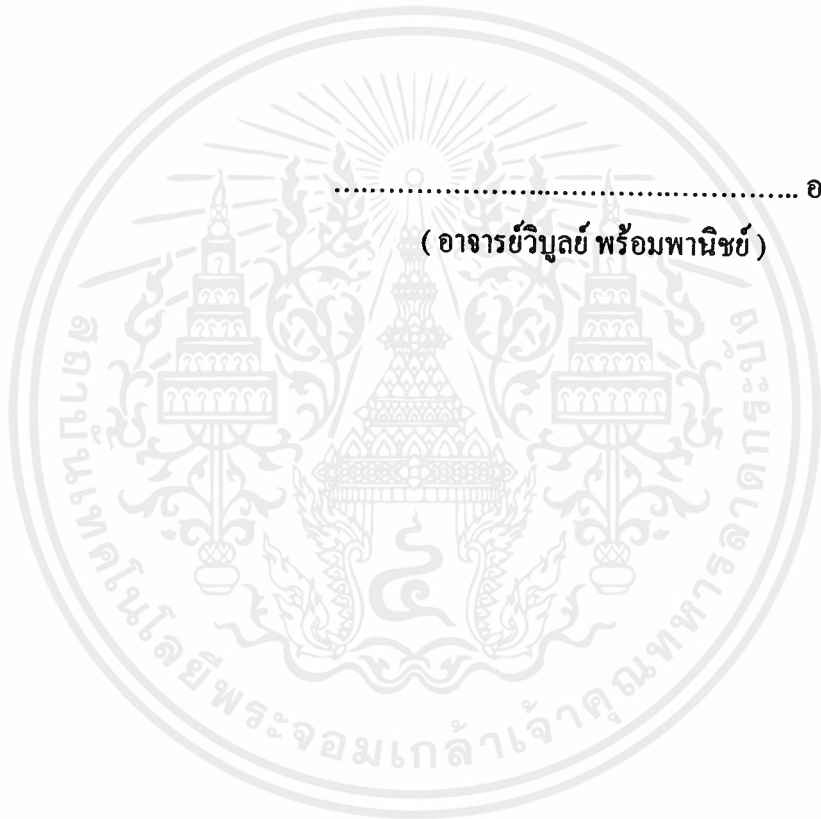 ........................................................ อ
( อาจารย์วิบูลย์ พร้อมพานิชย์ )
สถาบันเทคโนโลยีพระจอมเกล้าเจ้าคุณทหารลาดกระบัง
๔